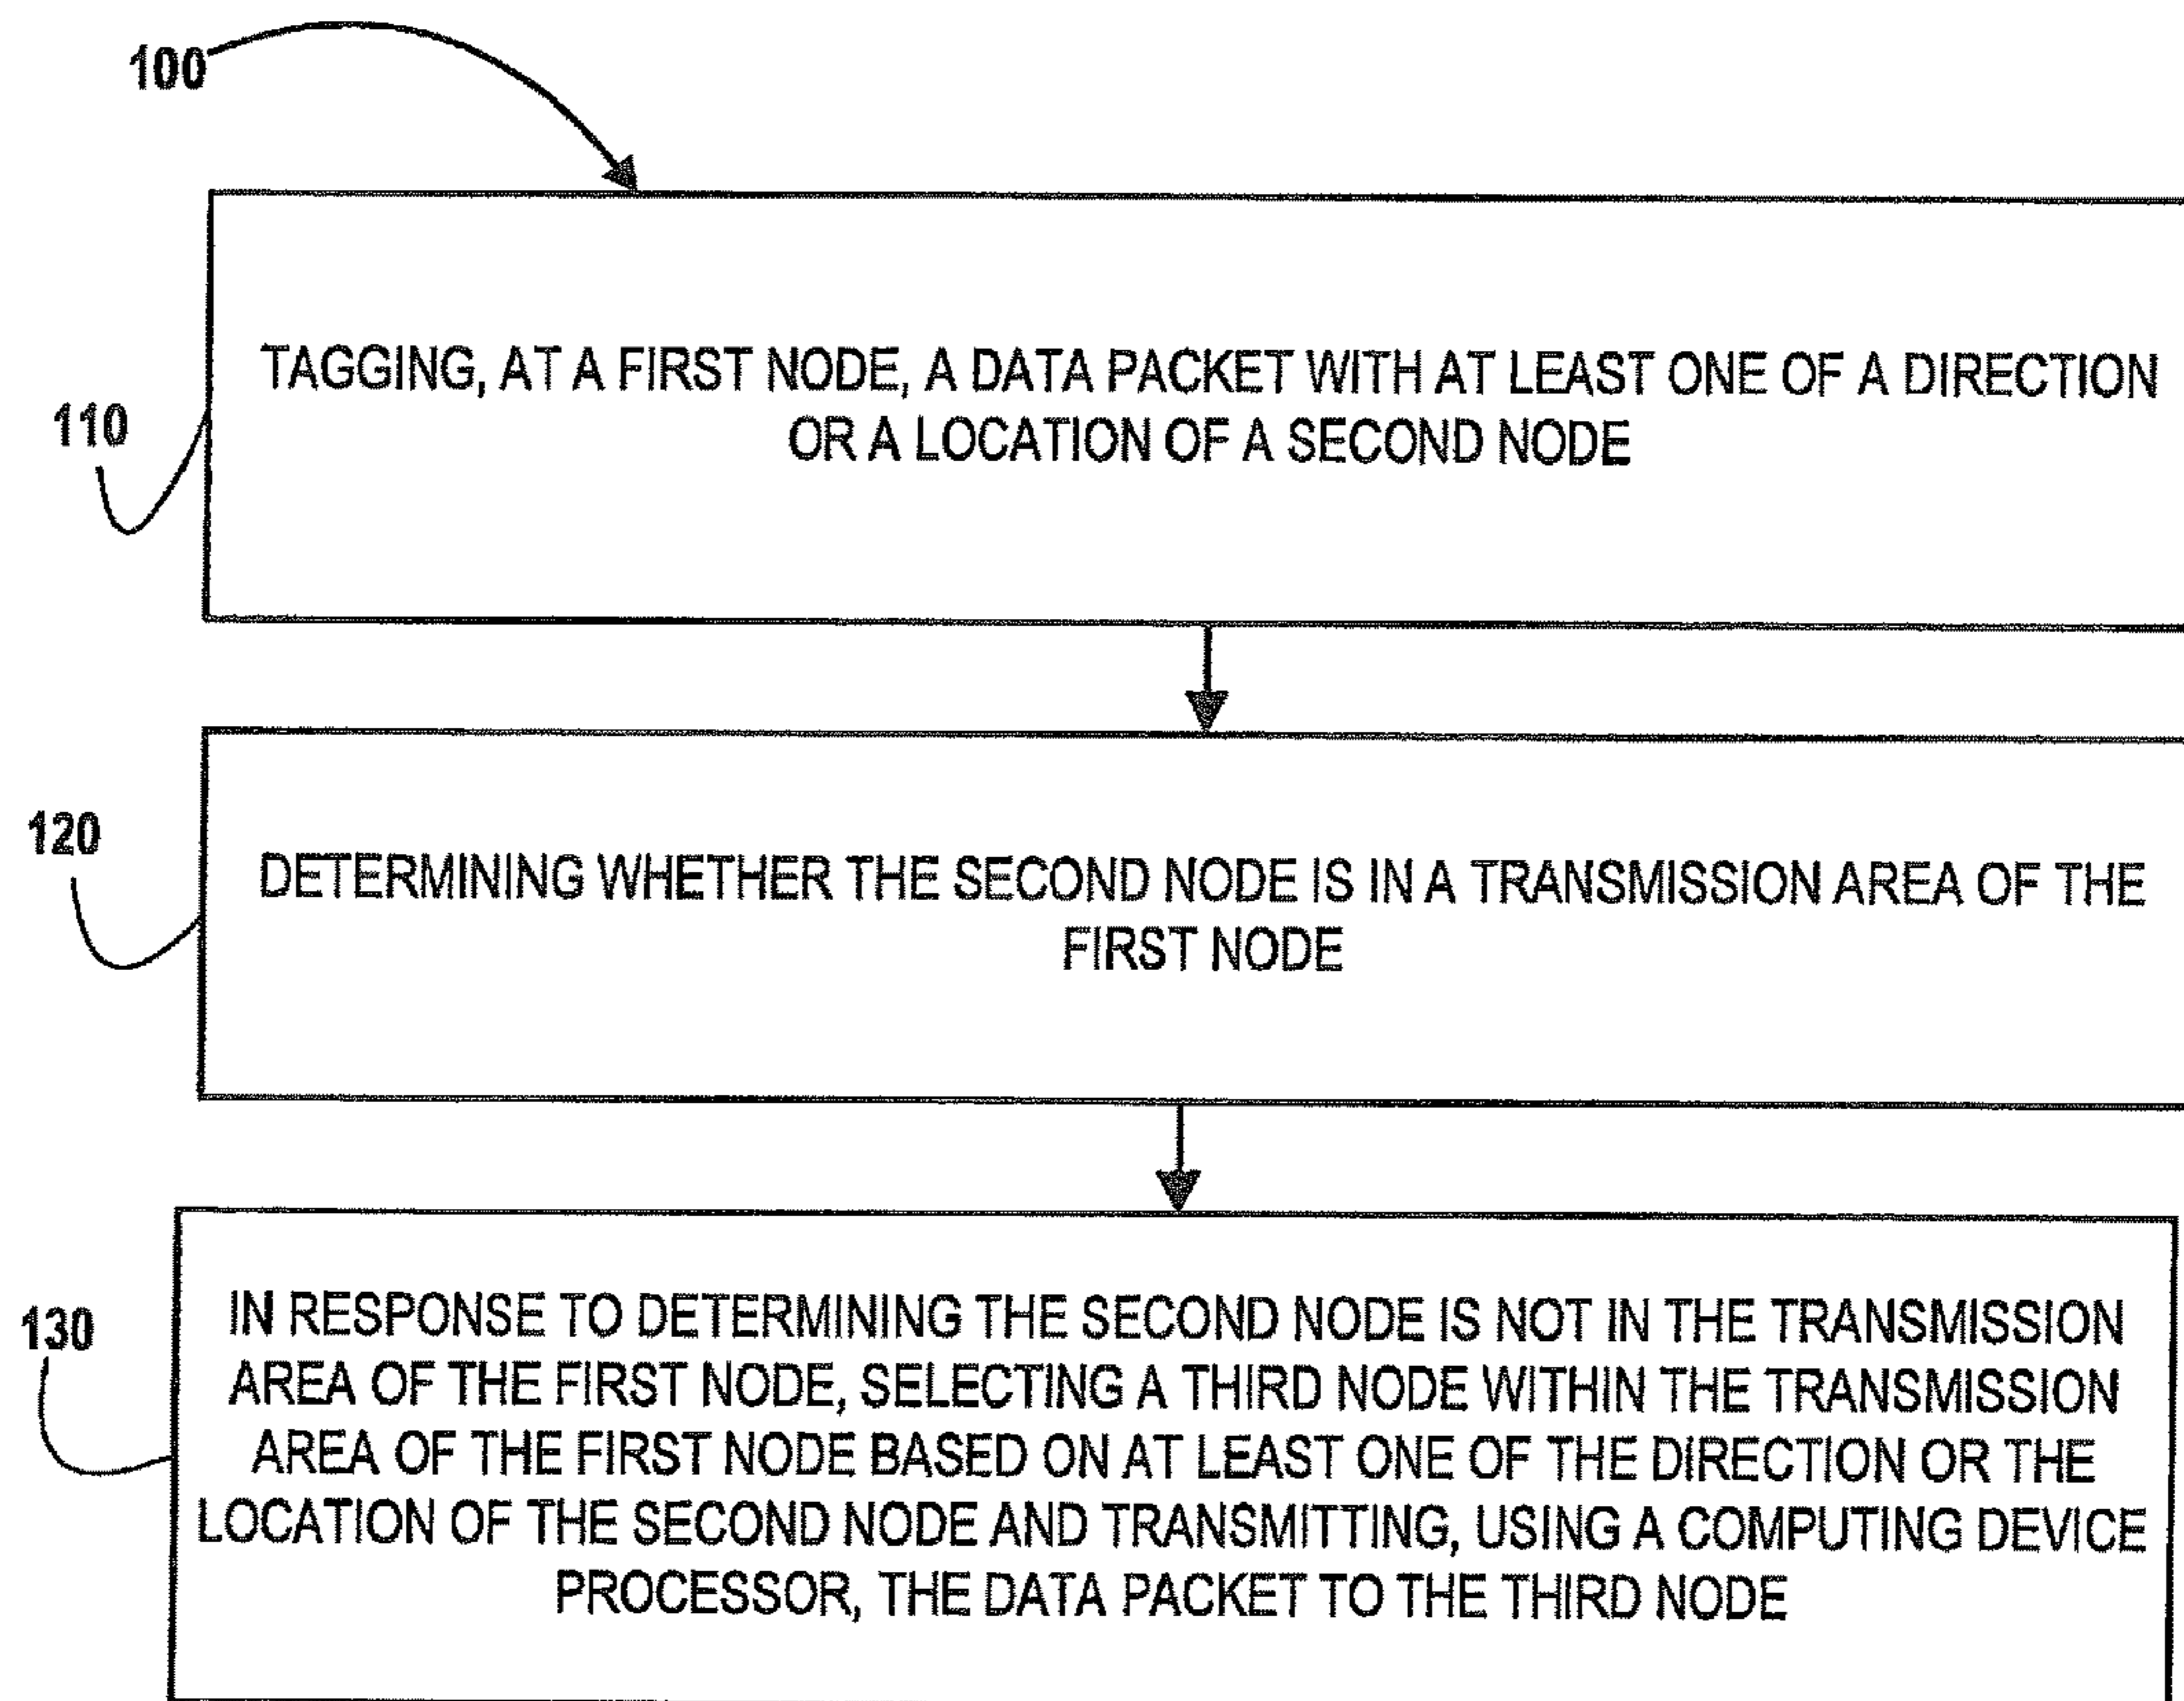 100
110
TAGGING, AT A FIRST NODE, A DATA PACKET WITH AT LEAST ONE OF A DIRECTION
OR A LOCATION OF A SECOND NODE
120
DETERMINING WHETHER THE SECOND NODE IS IN A TRANSMISSION AREA OF THE
FIRST NODE
130
IN RESPONSE TO DETERMINING THE SECOND NODE IS NOT IN THE TRANSMISSION
AREA OF THE FIRST NODE, SELECTING A THIRD NODE WITHIN THE TRANSMISSION
AREA OF THE FIRST NODE BASED ON AT LEAST ONE OF THE DIRECTION OR THE
LOCATION OF THE SECOND NODE AND TRANSMITTING, USING A COMPUTING DEVICE
PROCESSOR, THE DATA PACKET TO THE THIRD NODE